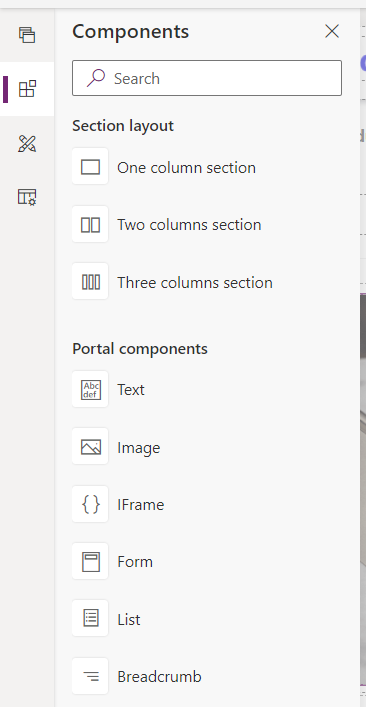 Components
Search
Section layout
One column section
Two columns section
Three columns section
Portal components
Abc
def
Text
Image
IFrame
Form
List
Breadcrumb